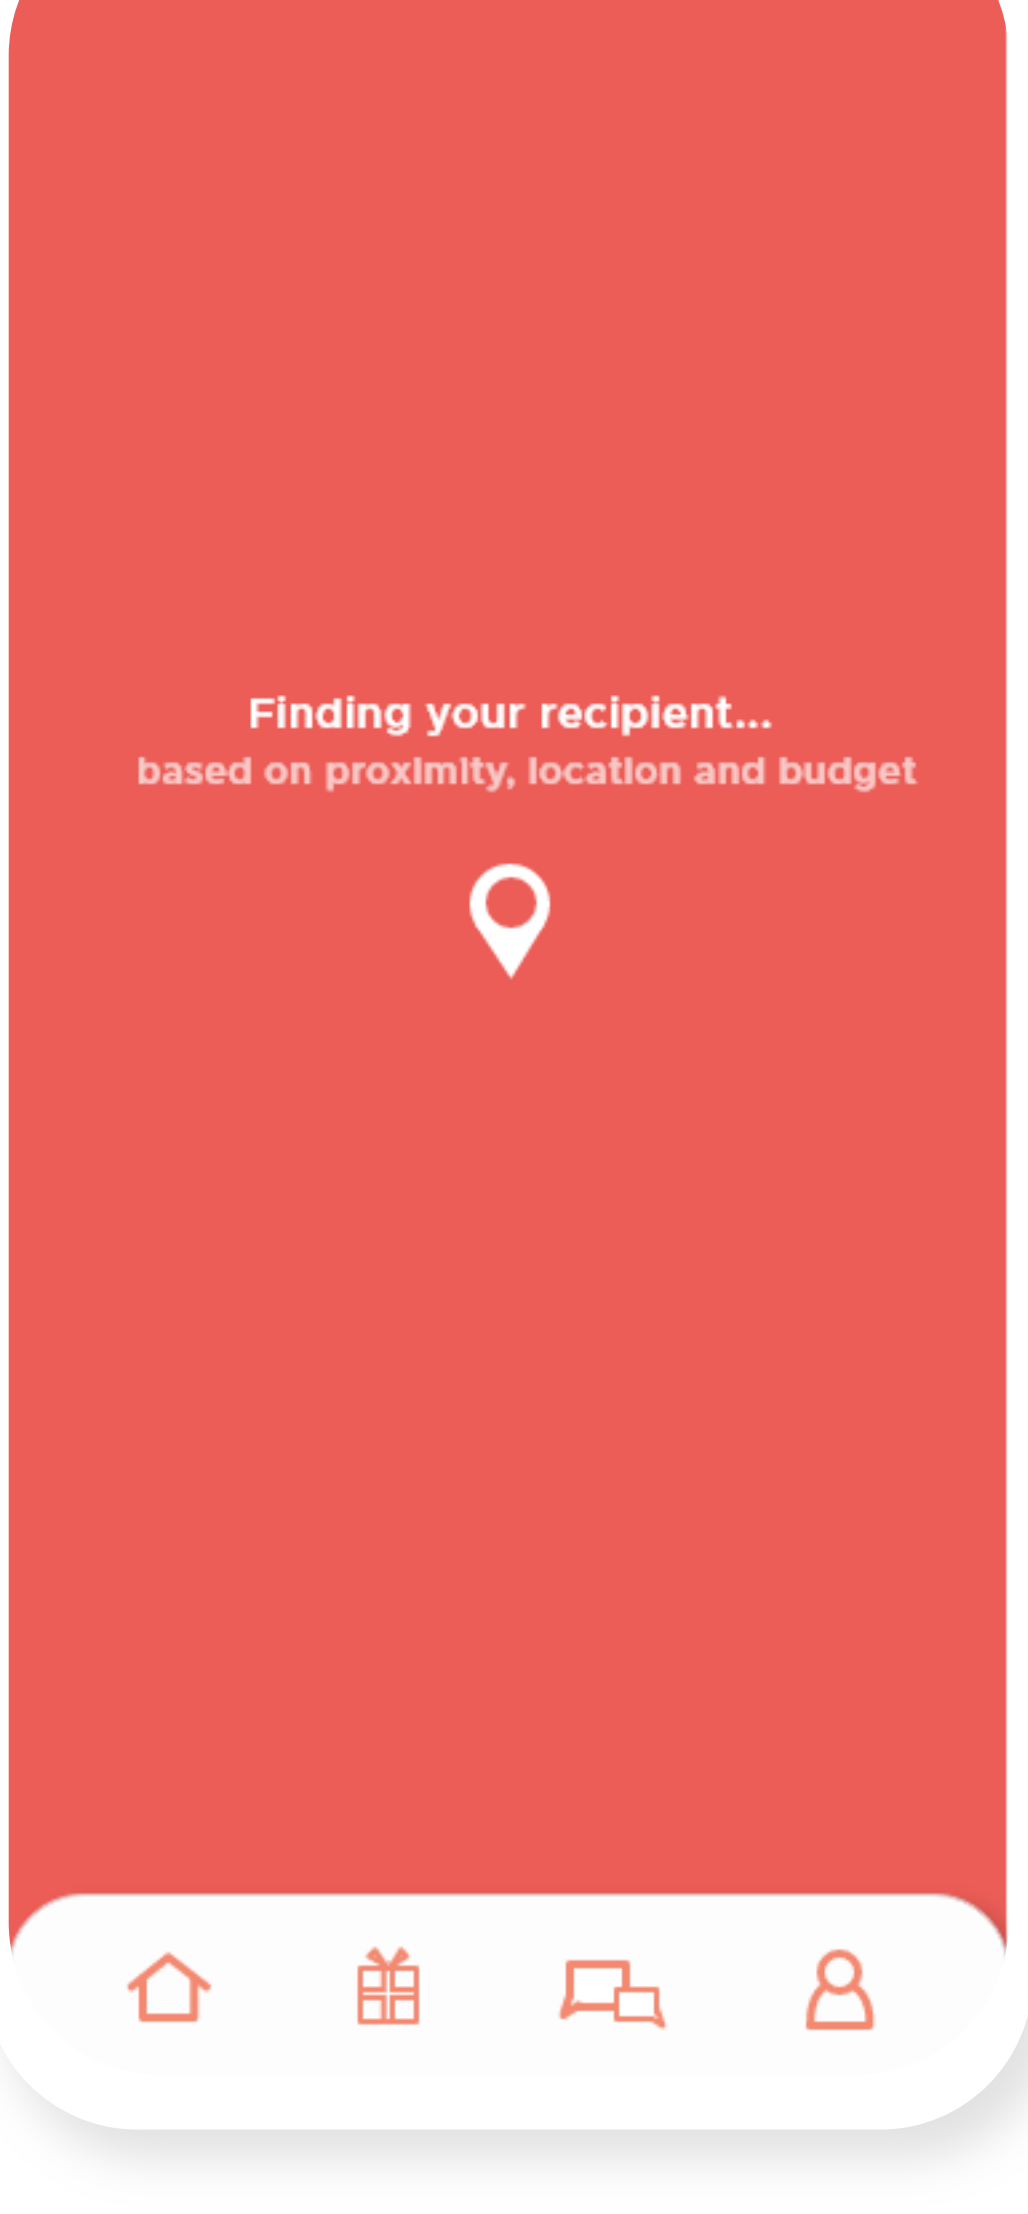 Finding your recipient...
based on proximity, location and budget